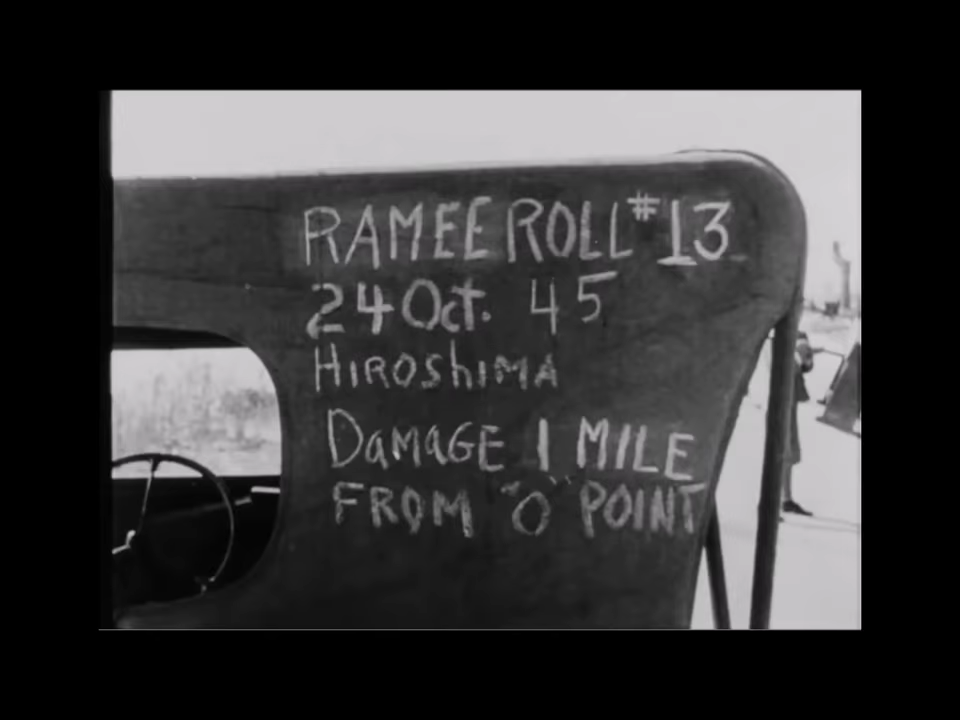 RAMEE ROLL #13
24 Oct. 45
HIROShIMA
DaMAGE 1 MILE
FROM "O" POINT